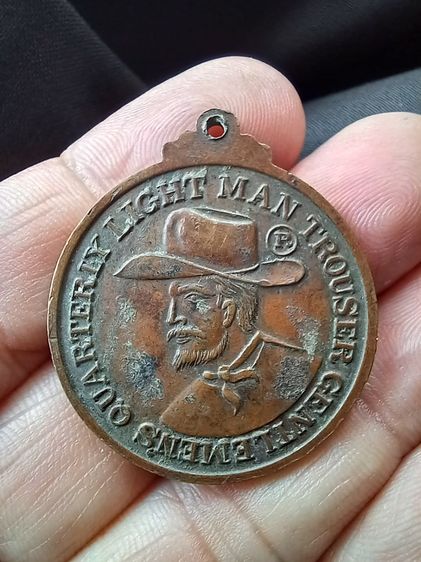 QUARTERLY LIGHT MAN TROUSER GENTLEMEN'S
R